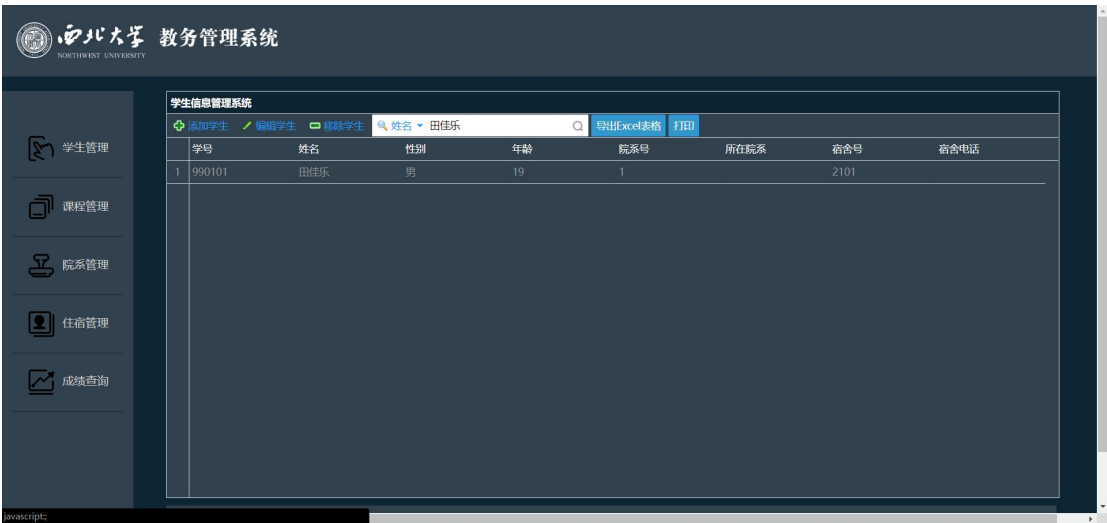 西北大学 教务管理系统
NORTHWEST UNIVERSITY
学生管理
课程管理
院系管理
住宿管理
成绩查询
学生信息管理系统
添加学生 编辑学生 移除学生 姓名 田佳乐 导出Excel表格 打印
学号 姓名 性别 年龄 院系号 所在院系 宿舍号 宿舍电话
1 990101 田佳乐 男 19 1 2101
javascript:;